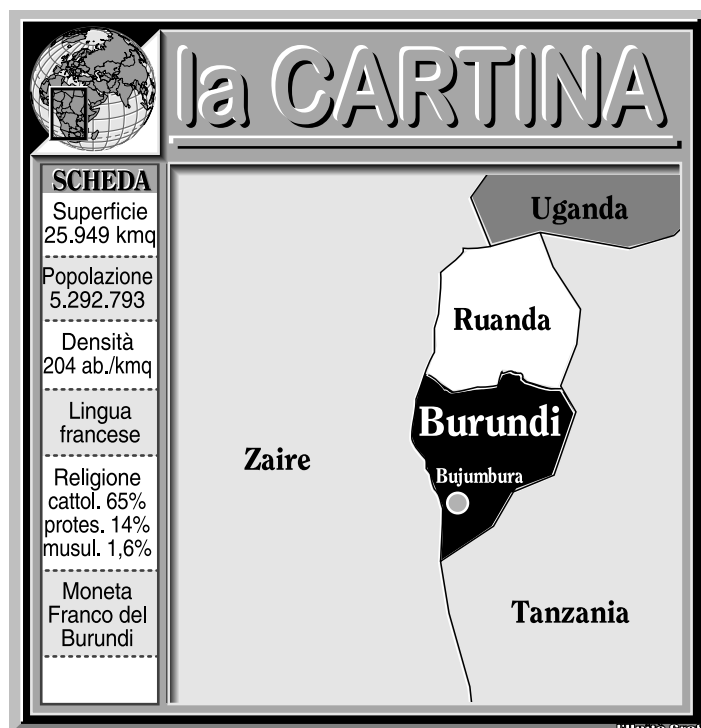 la CARTINA
SCHEDA
Superficie
25.949 kmq
Popolazione
5.292.793
Densità
204 ab./kmq
Lingua
francese
Religione
cattol. 65%
protes. 14%
musul. 1,6%
Moneta
Franco del
Burundi
Uganda
Ruanda
Burundi
Bujumbura
Zaire
Tanzania